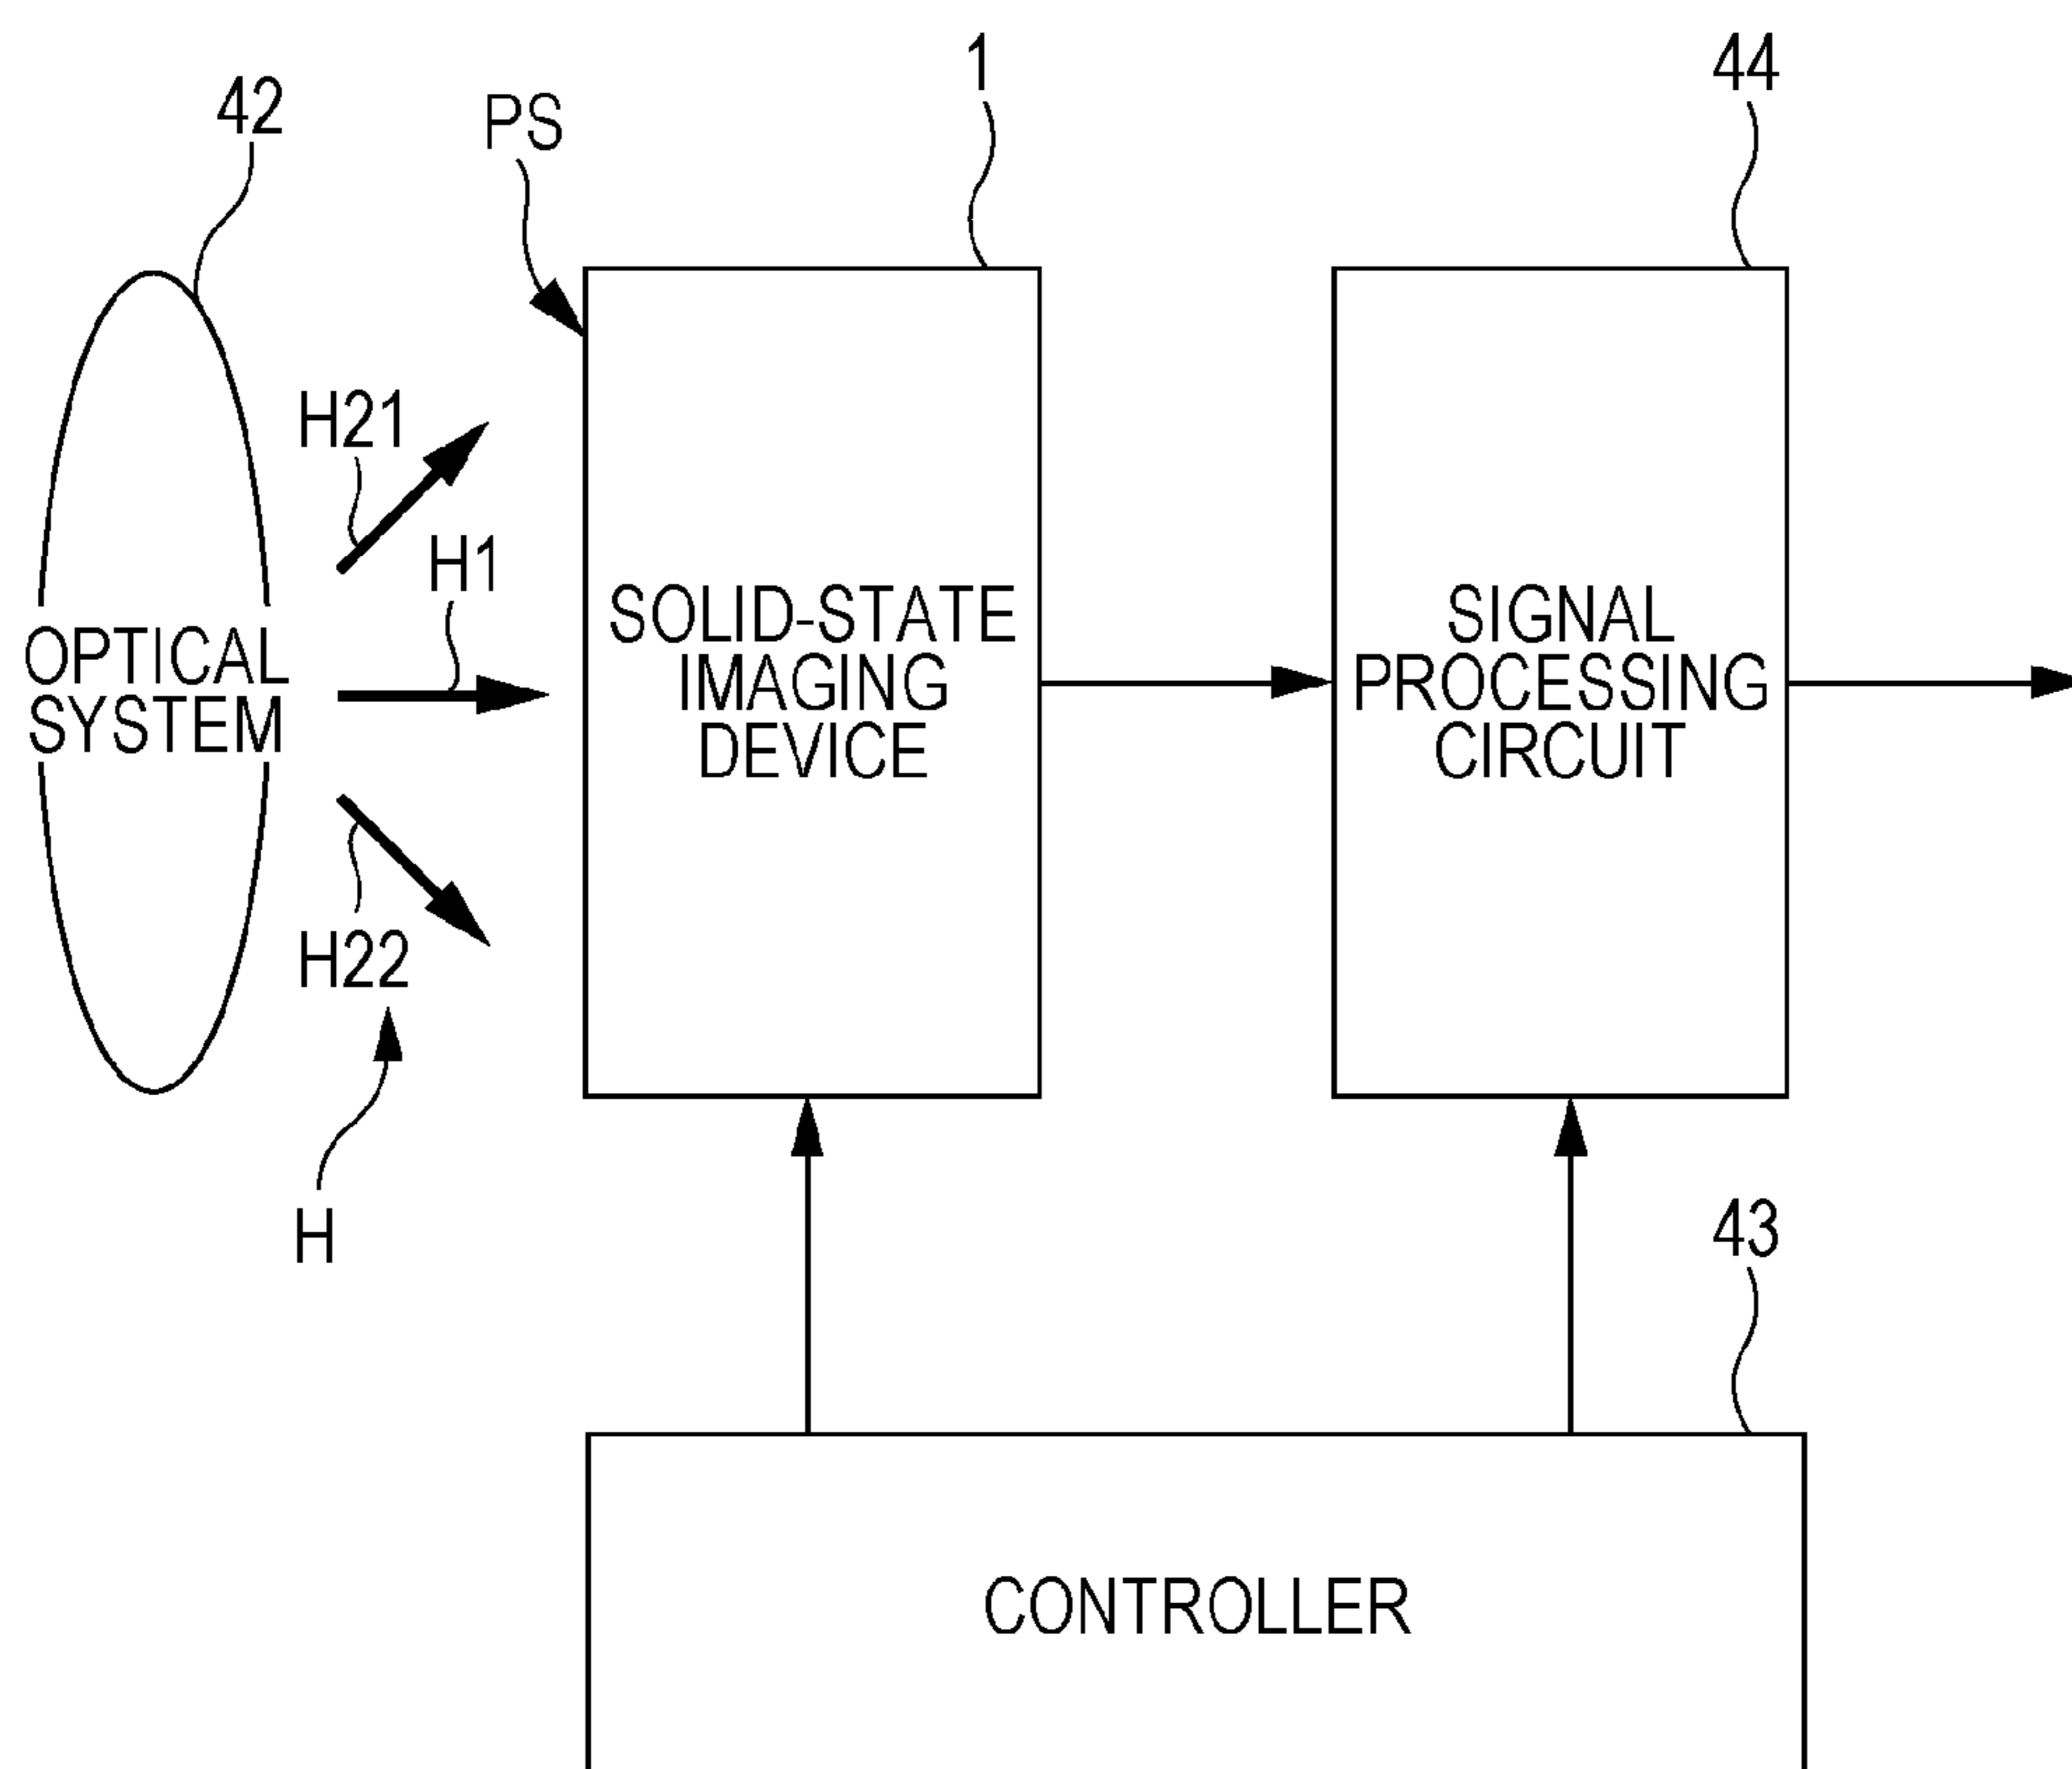 1
44
42
PS
H21
H1
OPTICAL
SYSTEM
SOLID-STATE
IMAGING
DEVICE
SIGNAL
PROCESSING
CIRCUIT
H22
H
43
CONTROLLER